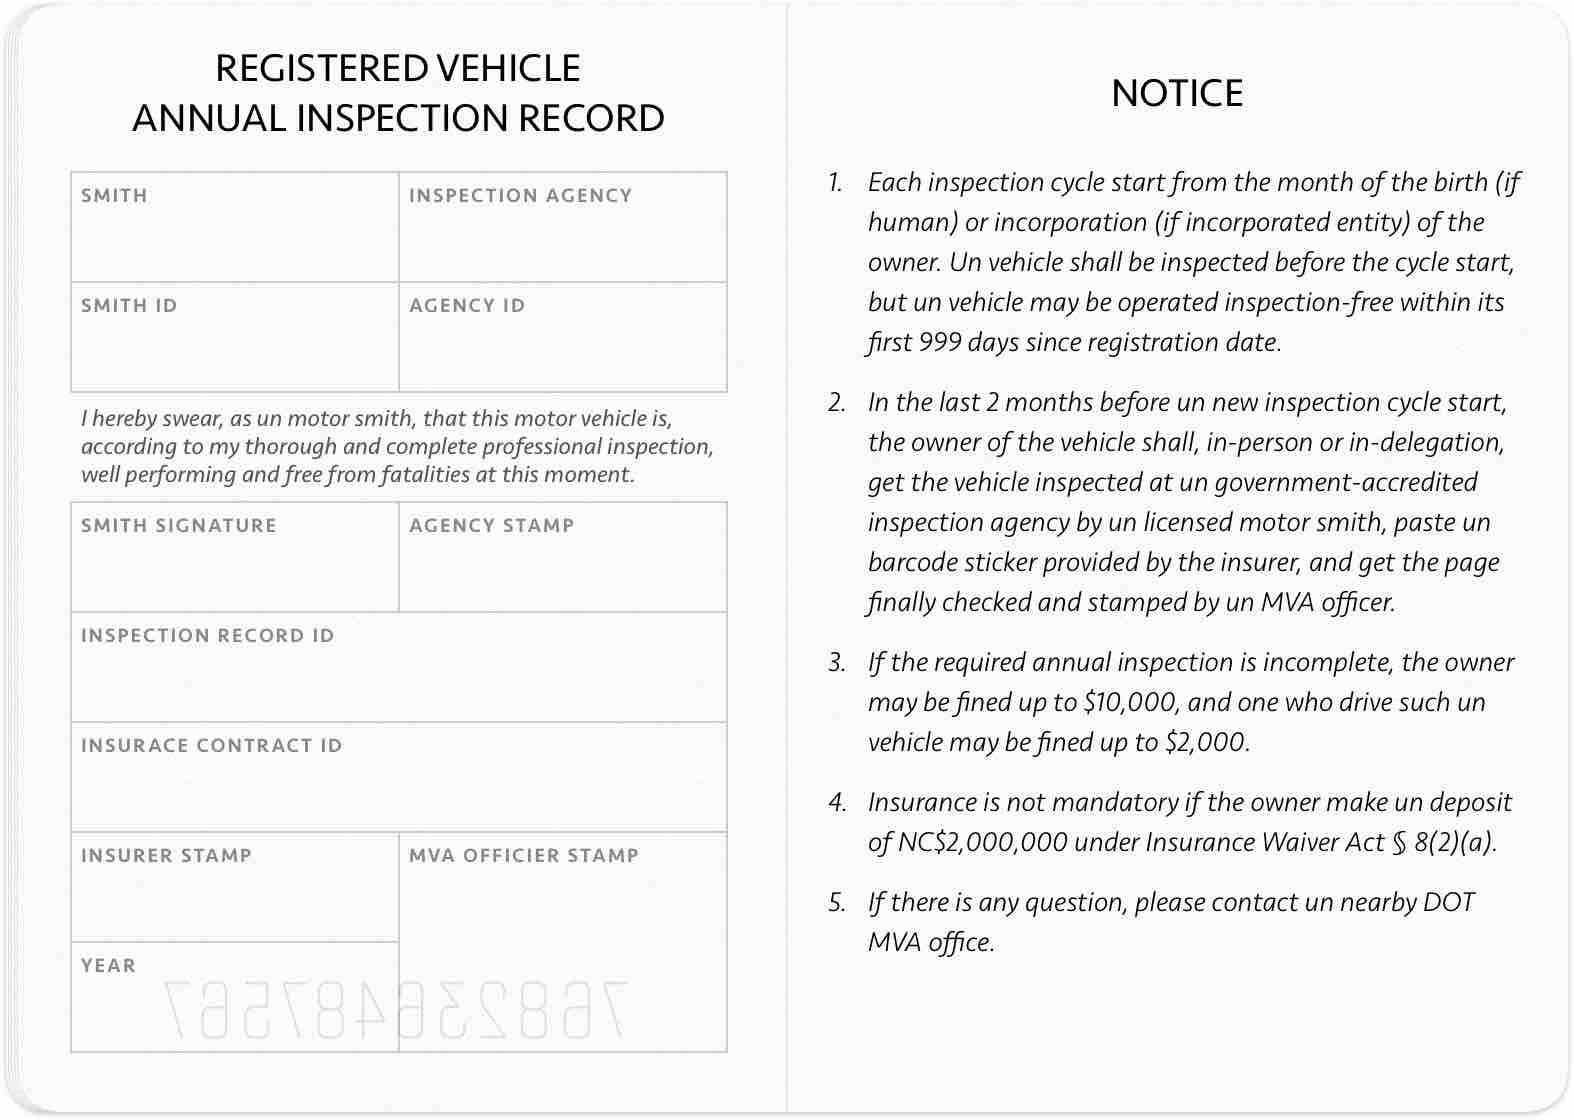 REGISTERED VEHICLE
ANNUAL INSPECTION RECORD
SMITH
INSPECTION AGENCY
SMITH ID
AGENCY ID
I hereby swear, as un motor smith, that this motor vehicle is,
according to my thorough and complete professional inspection,
well performing and free from fatalities at this moment.
SMITH SIGNATURE
AGENCY STAMP
INSPECTION RECORD ID
INSURACE CONTRACT ID
INSURER STAMP
MVA OFFICIER STAMP
YEAR
768236487567
NOTICE
1. Each inspection cycle start from the month of the birth (if
human) or incorporation (if incorporated entity) of the
owner. Un vehicle shall be inspected before the cycle start,
but un vehicle may be operated inspection-free within its
first 999 days since registration date.
2. In the last 2 months before un new inspection cycle start,
the owner of the vehicle shall, in-person or in-delegation,
get the vehicle inspected at un government-accredited
inspection agency by un licensed motor smith, paste un
barcode sticker provided by the insurer, and get the page
finally checked and stamped by un MVA officer.
3. If the required annual inspection is incomplete, the owner
may be fined up to $10,000, and one who drive such un
vehicle may be fined up to $2,000.
4. Insurance is not mandatory if the owner make un deposit
of NC$2,000,000 under Insurance Waiver Act § 8(2)(a).
5. If there is any question, please contact un nearby DOT
MVA office.